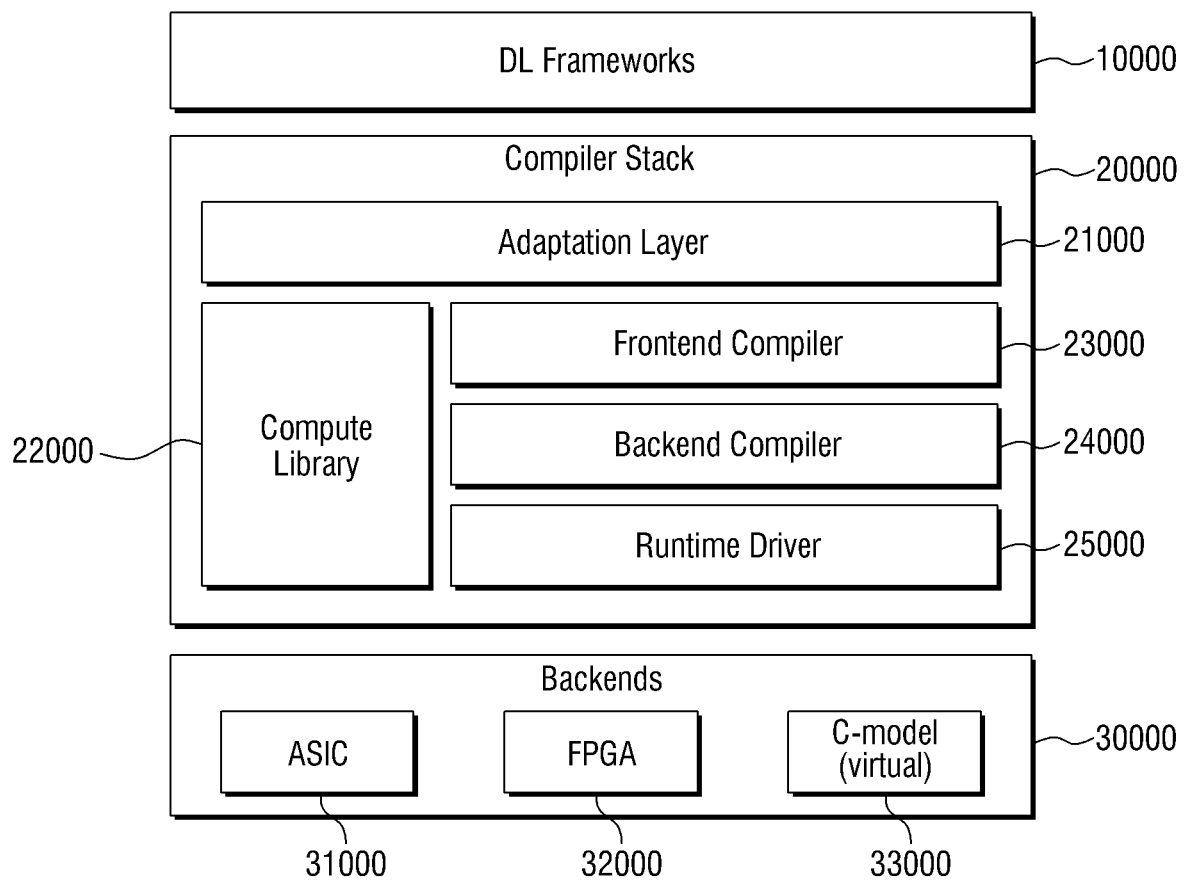 DL Frameworks
10000
Compiler Stack
20000
Adaptation Layer
21000
Frontend Compiler
23000
22000
Compute
Library
Backend Compiler
24000
Runtime Driver
25000
Backends
30000
ASIC
FPGA
C-model
(virtual)
31000
32000
33000